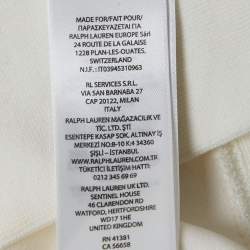 MADE FOR/FAIT POUR/
ΠΑΡΑΣΚΕΥΑΖΕΤΑΙ ΓΙΑ
RALPH LAUREN EUROPE Sàrl
24 ROUTE DE LA GALAISE
1228 PLAN-LES-OUATES,
SWITZERLAND
N.I.F.: IT03945310963
RL SERVICES S.R.L.
VIA SAN BARNABA 27
CAP 20122, MILAN
ITALY
RALPH LAUREN MAĞAZACILIK VE
TİC. LTD. ŞTİ
ESENTEPE KASAP SOK. ALTINAY İŞ
MERKEZİ NO:8-10 K:4 34360
ŞİŞLİ - İSTANBUL
WWW.RALPHLAUREN.COM.TR
TÜKETİCİ İLETİŞİM HATTI:
0212 345 69 69
RALPH LAUREN UK LTD.
SENTINEL HOUSE
46 CLARENDON RD
WATFORD, HERTFORDSHIRE
WD17 1HE
UNITED KINGDOM
RN 41381
CA 56658